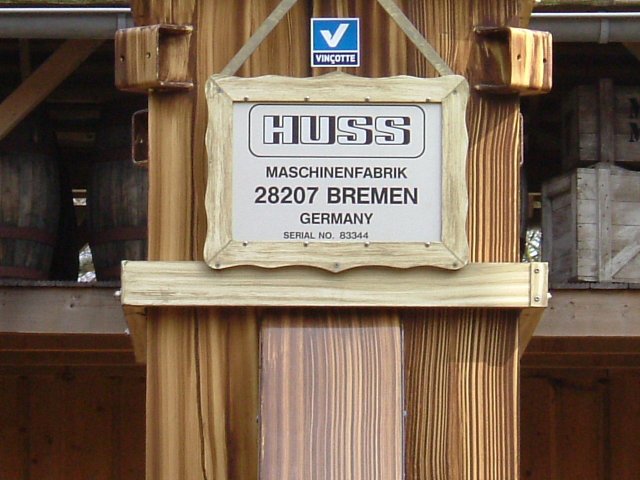 V
VINÇOTTE
HUSS
MASCHINENFABRIK
28207 BREMEN
GERMANY
SERIAL NO. 83344